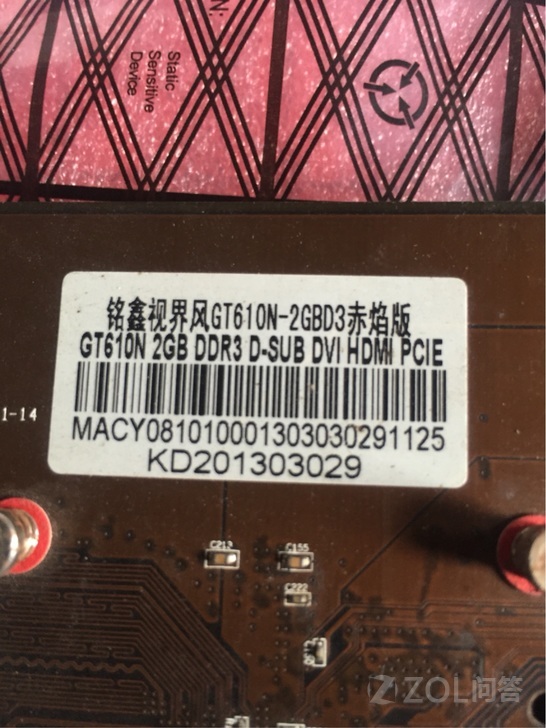 Static
Sensitive
Device
铭鑫视界风GT610N-2GBD3赤焰版
GT610N 2GB DDR3 D-SUB DVI HDMI PCIE
1-14
MACY0810100013030302​91125
KD201303029
C213
C155
C222
ZOL问答